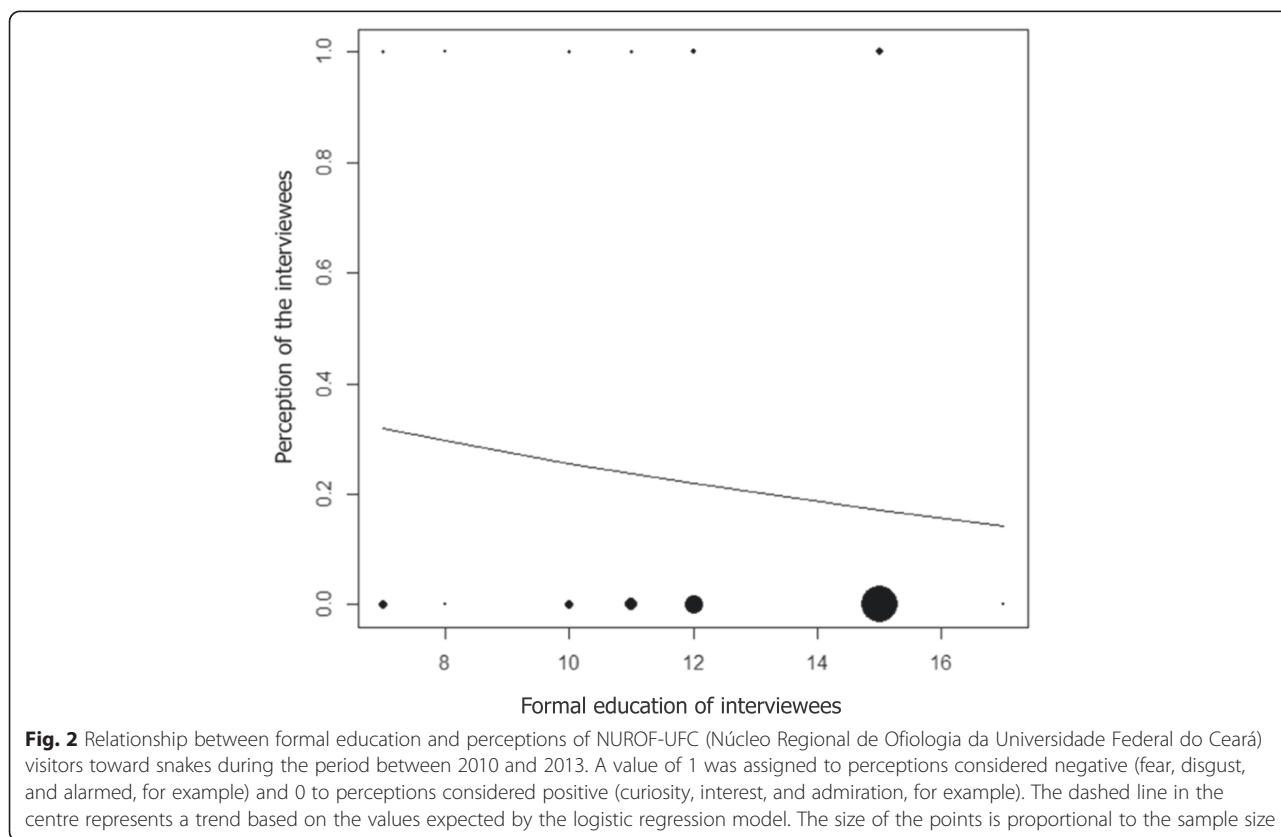 1.0
0.8
0.6
0.4
0.2
0.0
Perception of the interviewees
8 10 12 14 16
Formal education of interviewees
Fig. 2 Relationship between formal education and perceptions of NUROF-UFC (Núcleo Regional de Ofiologia da Universidade Federal do Ceará)
visitors toward snakes during the period between 2010 and 2013. A value of 1 was assigned to perceptions considered negative (fear, disgust,
and alarmed, for example) and 0 to perceptions considered positive (curiosity, interest, and admiration, for example). The dashed line in the
centre represents a trend based on the values expected by the logistic regression model. The size of the points is proportional to the sample size